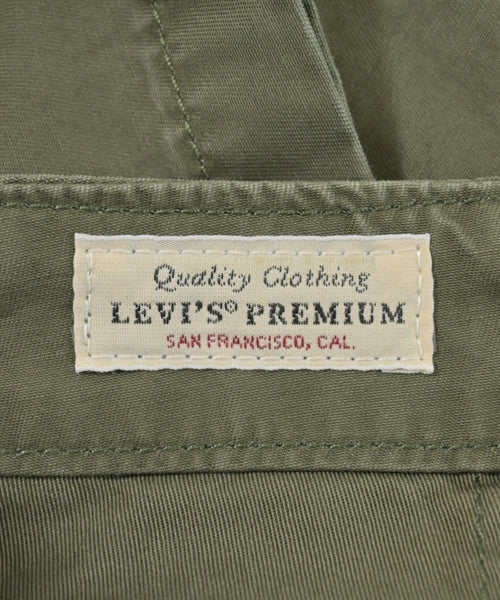 Quality Clothing
LEVI'S® PREMIUM
SAN FRANCISCO, CAL.